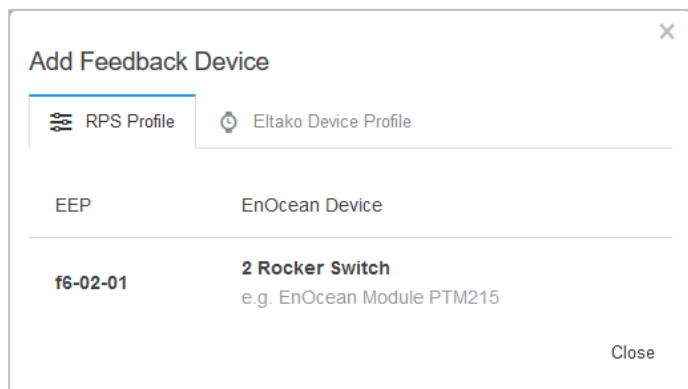 ×
Add Feedback Device
RPS Profile
Eltako Device Profile
EEP
EnOcean Device
f6-02-01
2 Rocker Switch
e.g. EnOcean Module PTM215
Close